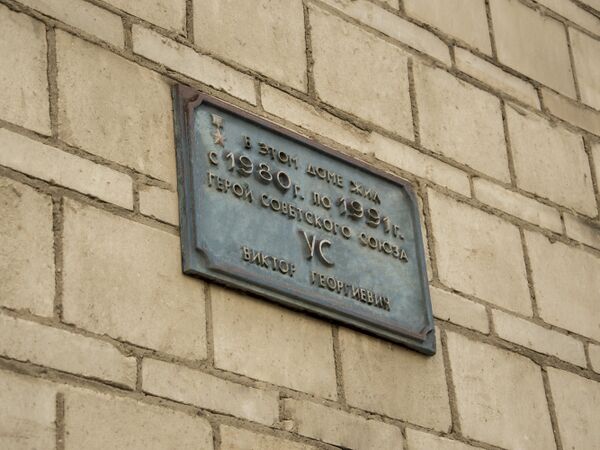 В ЭТОМ ДОМЕ ЖИЛ
С 1980 Г. ПО 1991 Г.
ГЕРОЙ СОВЕТСКОГО СОЮЗА
УС
ВИКТОР ГЕОРГИЕВИЧ